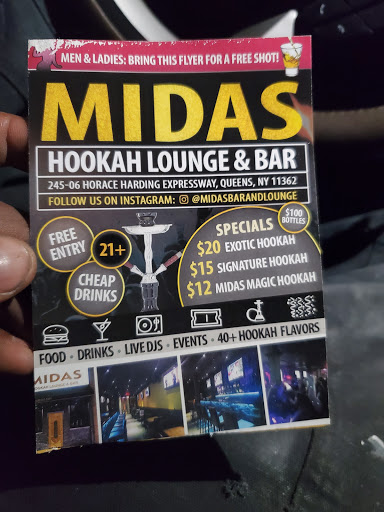 MEN & LADIES: BRING THIS FLYER FOR A FREE SHOT!
MIDAS
HOOKAH LOUNGE & BAR
245-06 HORACE HARDING EXPRESSWAY, QUEENS, NY 11362
FOLLOW US ON INSTAGRAM: @MIDASBARANDLOUNGE
FREE ENTRY
21+
CHEAP DRINKS
SPECIALS
$100 BOTTLES
$20 EXOTIC HOOKAH
$15 SIGNATURE HOOKAH
$12 MIDAS MAGIC HOOKAH
FOOD • DRINKS • LIVE DJS • EVENTS • 40+ HOOKAH FLAVORS
MIDAS